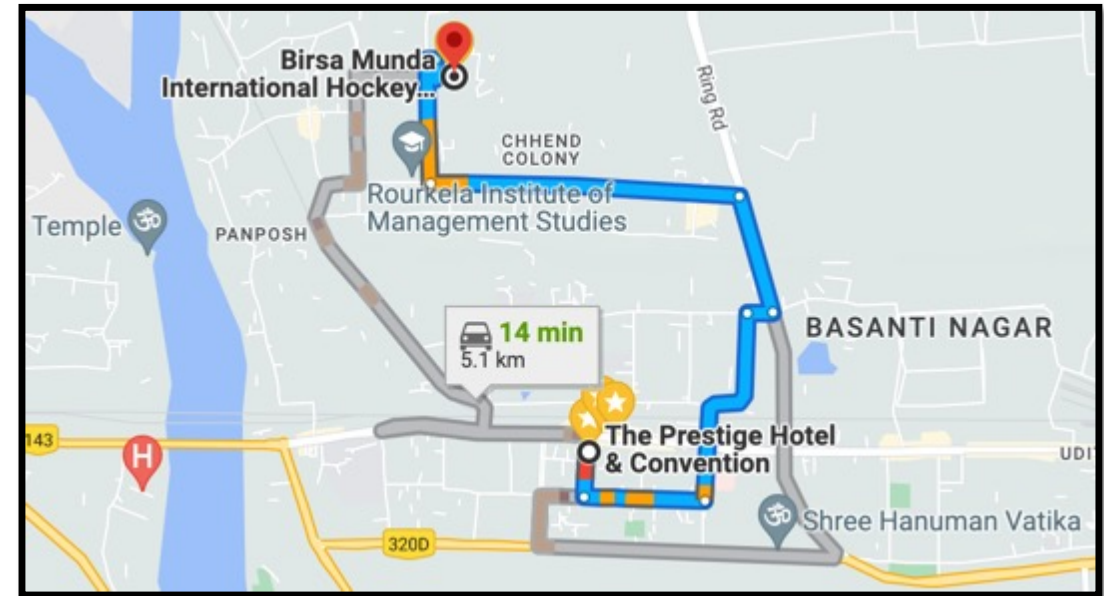 Birsa Munda
International Hockey...
Ring Rd
CHHEND
COLONY
Rourkela Institute of
Management Studies
Temple
PANPOSH
14 min
5.1 km
BASANTI NAGAR
The Prestige Hotel
& Convention
143
H
UDI
Shree Hanuman Vatika
320D